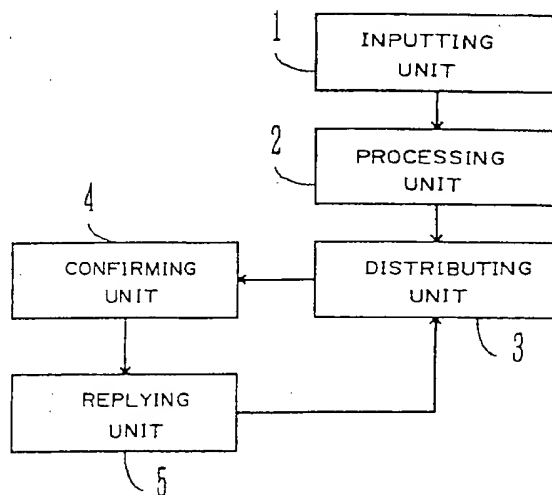 1
INPUTTING
UNIT
2
PROCESSING
UNIT
4
CONFIRMING
UNIT
DISTRIBUTING
UNIT
3
REPLYING
UNIT
5